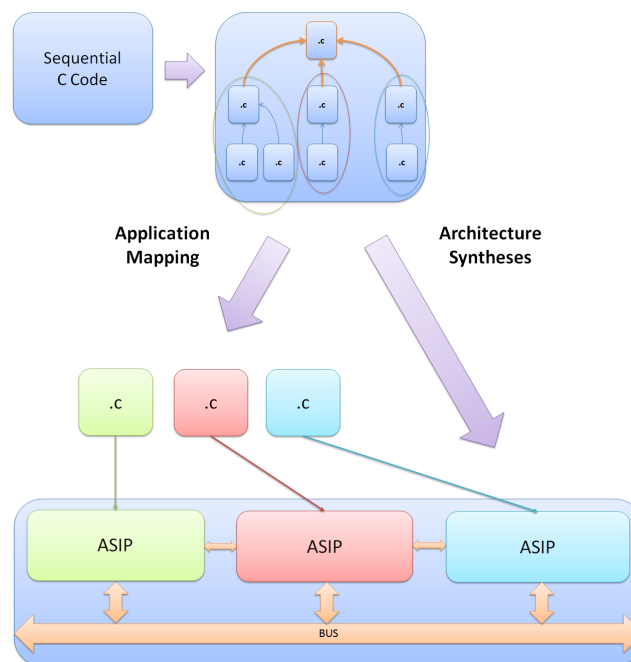 Sequential
C Code
.c
.c
.c
.c
.c
.c
.c
.c
Application
Mapping
Architecture
Syntheses
.c
.c
.c
ASIP
ASIP
ASIP
BUS